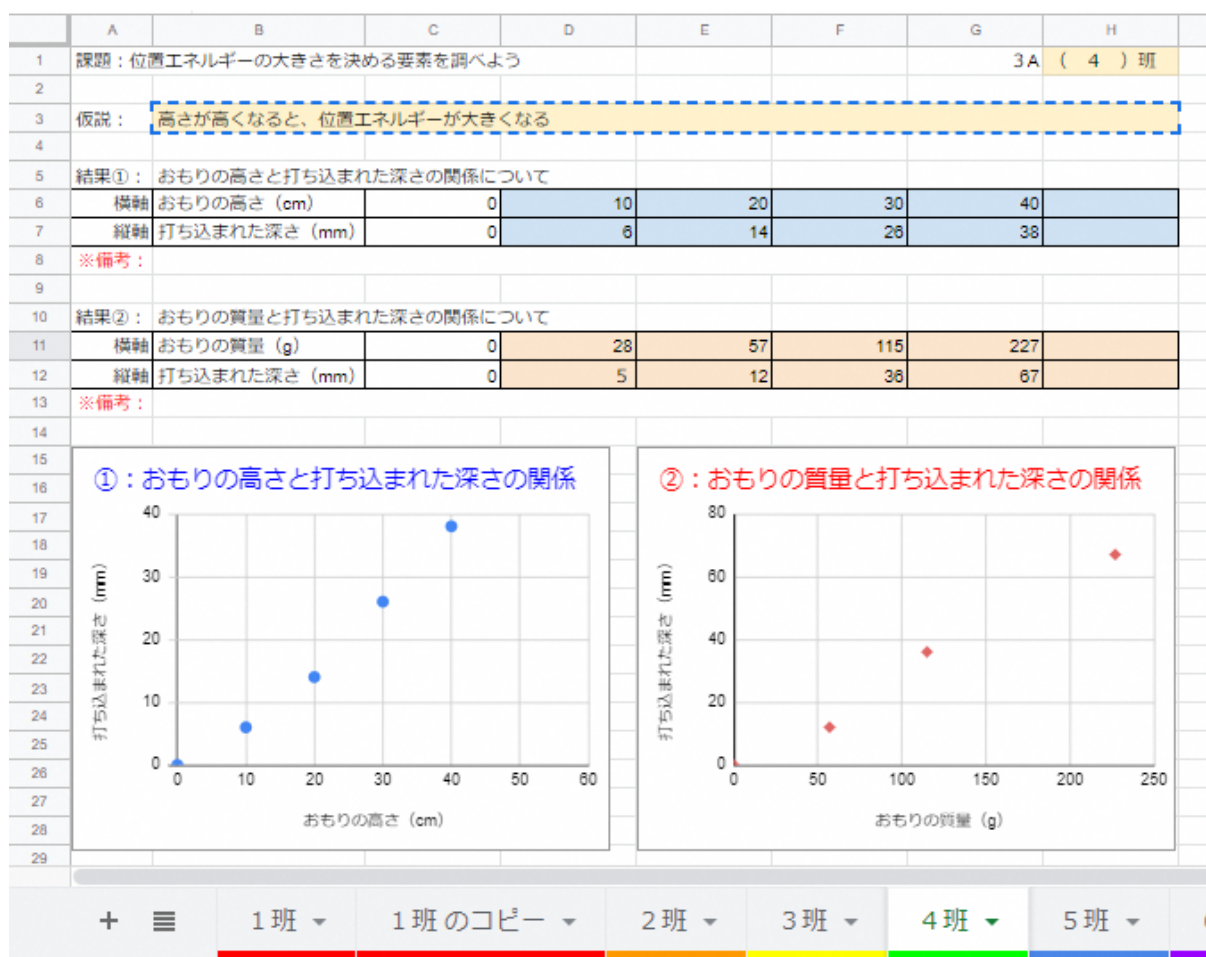 A B C D E F G H
1 課題：位置エネルギーの大きさを決める要素を調べよう 3A （ 4 ）班
2
3 仮説： 高さが高くなると、位置エネルギーが大きくなる
4
5 結果①： おもりの高さと打ち込まれた深さの関係について
6 横軸 おもりの高さ（cm） 0 10 20 30 40
7 縦軸 打ち込まれた深さ（mm） 0 6 14 26 38
8 ※備考：
9
10 結果②： おもりの質量と打ち込まれた深さの関係について
11 横軸 おもりの質量（g） 0 28 57 115 227
12 縦軸 打ち込まれた深さ（mm） 0 5 12 36 67
13 ※備考：
14
15
16
17
18
19
20
21
22
23
24
25
26
27
28
29
①：おもりの高さと打ち込まれた深さの関係
打ち込まれた深さ（mm）
40
30
20
10
0
0 10 20 30 40 50 60
おもりの高さ（cm）
②：おもりの質量と打ち込まれた深さの関係
打ち込まれた深さ（mm）
80
60
40
20
0
0 50 100 150 200 250
おもりの質量（g）
1班 1班のコピー 2班 3班 4班 5班